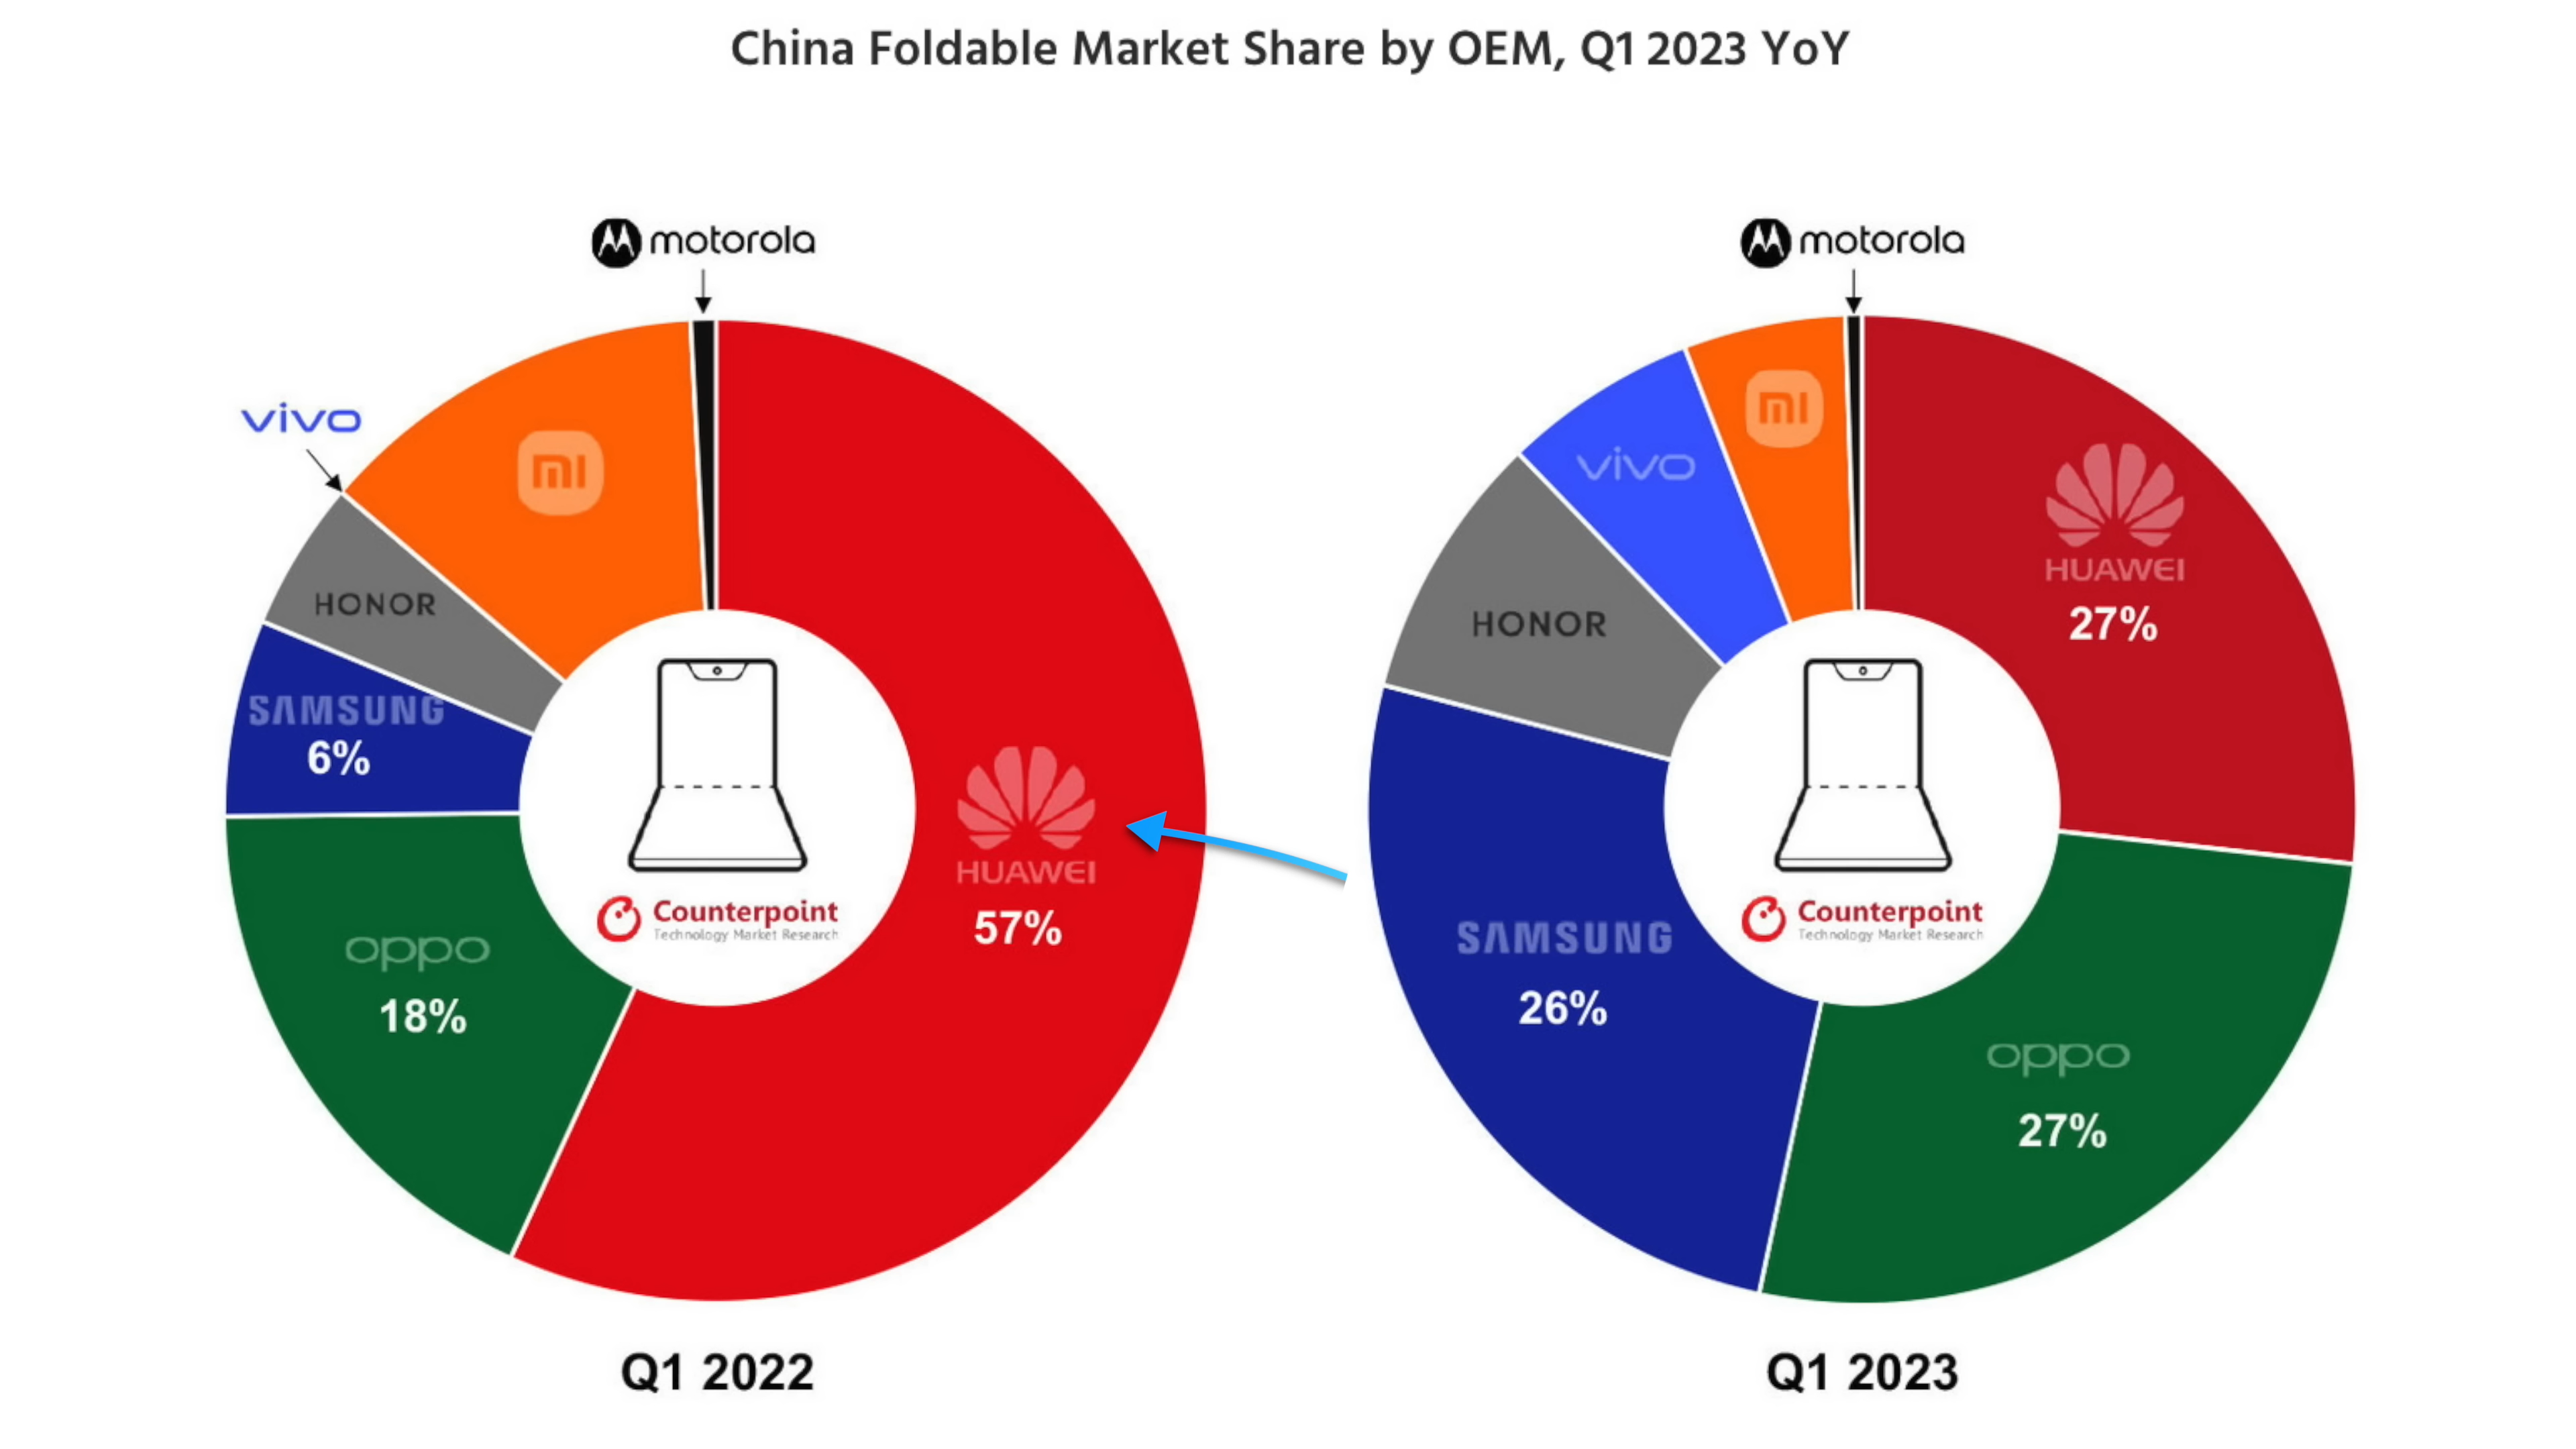 China Foldable Market Share by OEM, Q1 2023 YoY
motorola
vivo
mi
HONOR
SAMSUNG
6%
oppo
18%
HUAWEI
57%
Counterpoint
Technology Market Research
Q1 2022
motorola
mi
vivo
HONOR
HUAWEI
27%
SAMSUNG
26%
oppo
27%
Counterpoint
Technology Market Research
Q1 2023